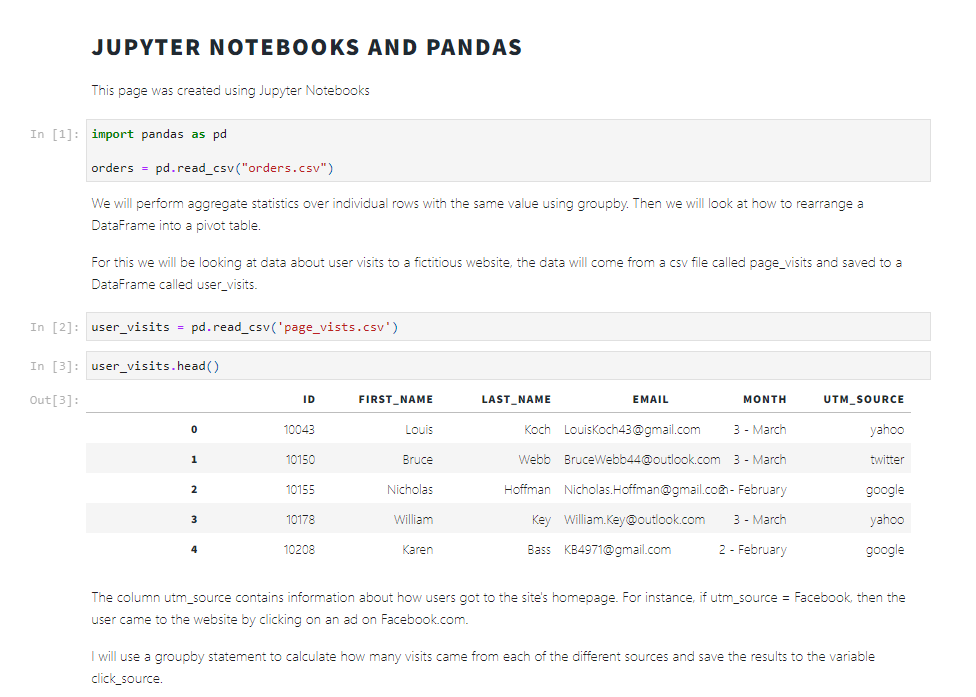 JUPYTER NOTEBOOKS AND PANDAS
This page was created using Jupyter Notebooks
In [1]: import pandas as pd
orders = pd.read_csv("orders.csv")
We will perform aggregate statistics over individual rows with the same value using groupby. Then we will look at how to rearrange a
DataFrame into a pivot table.
For this we will be looking at data about user visits to a fictitious website, the data will come from a csv file called page_visits and saved to a
DataFrame called user_visits.
In [2]: user_visits = pd.read_csv('page_vists.csv')
In [3]: user_visits.head()
Out[3]: ID FIRST_NAME LAST_NAME EMAIL MONTH UTM_SOURCE
0 10043 Louis Koch LouisKoch43@gmail.com 3 - March yahoo
1 10150 Bruce Webb BruceWebb44@outlook.com 3 - March twitter
2 10155 Nicholas Hoffman Nicholas.Hoffman@gmail.com 2 - February google
3 10178 William Key William.Key@outlook.com 3 - March yahoo
4 10208 Karen Bass KB4971@gmail.com 2 - February google
The column utm_source contains information about how users got to the site's homepage. For instance, if utm_source = Facebook, then the
user came to the website by clicking on an ad on Facebook.com.
I will use a groupby statement to calculate how many visits came from each of the different sources and save the results to the variable
click_source.